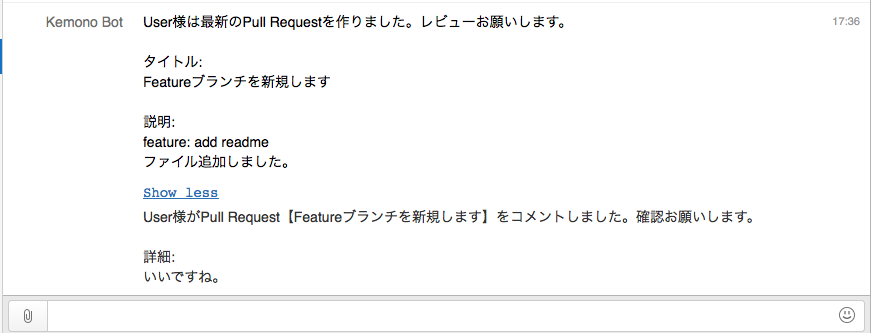 Kemono Bot User様は最新のPull Requestを作りました。レビューお願いします。 17:36
タイトル:
Featureブランチを新規します
説明:
feature: add readme
ファイル追加しました。
Show less
User様がPull Request【Featureブランチを新規します】をコメントしました。確認お願いします。
詳細:
いいですね。